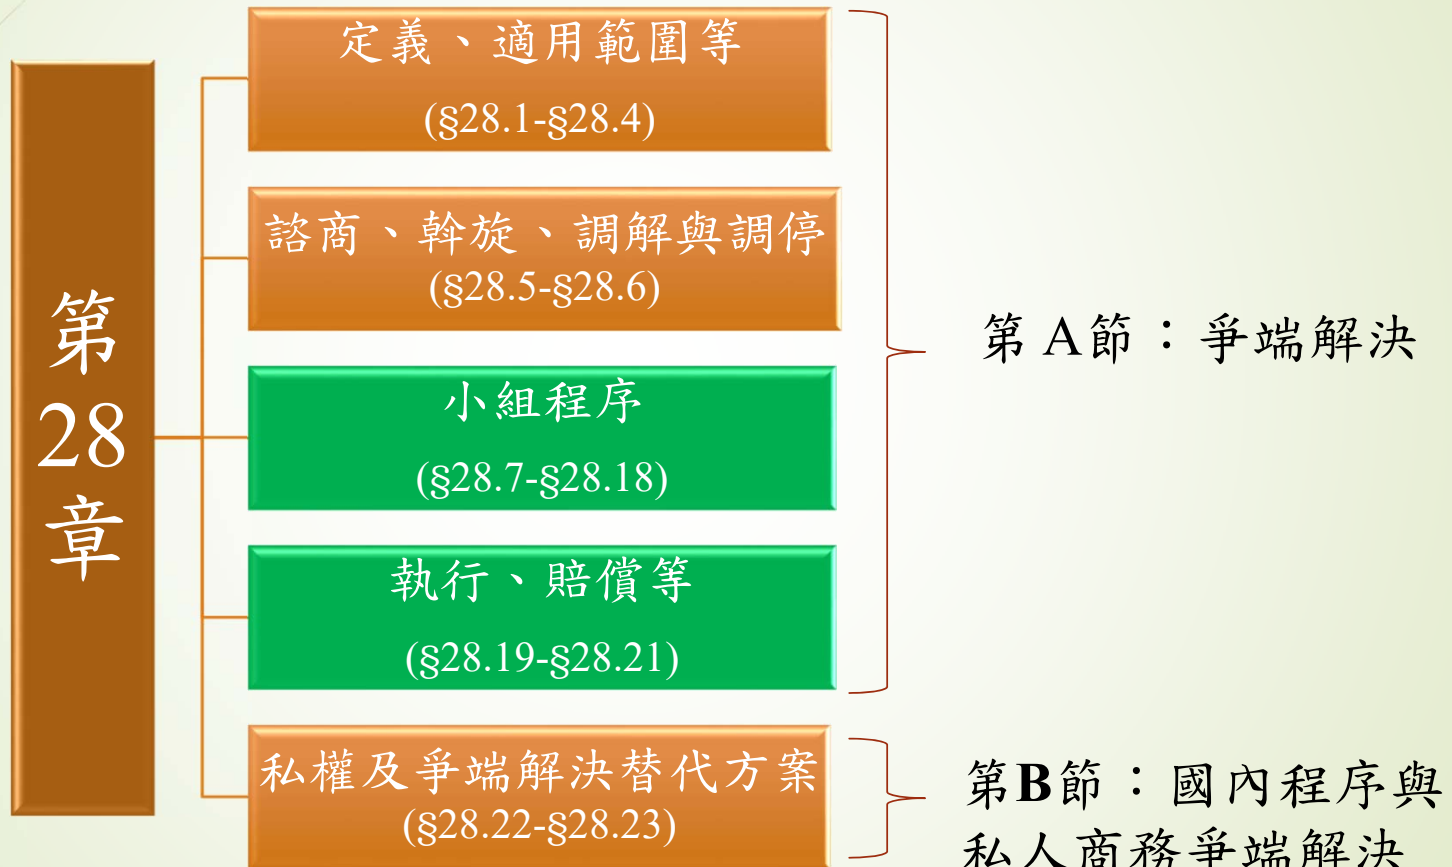 第
28
章
定義、適用範圍等
(§28.1-§28.4)
諮商、斡旋、調解與調停
(§28.5-§28.6)
小組程序
(§28.7-§28.18)
執行、賠償等
(§28.19-§28.21)
私權及爭端解決替代方案
(§28.22-§28.23)
第 A節：爭端解決
第B節：國內程序與
私人商務爭端解決